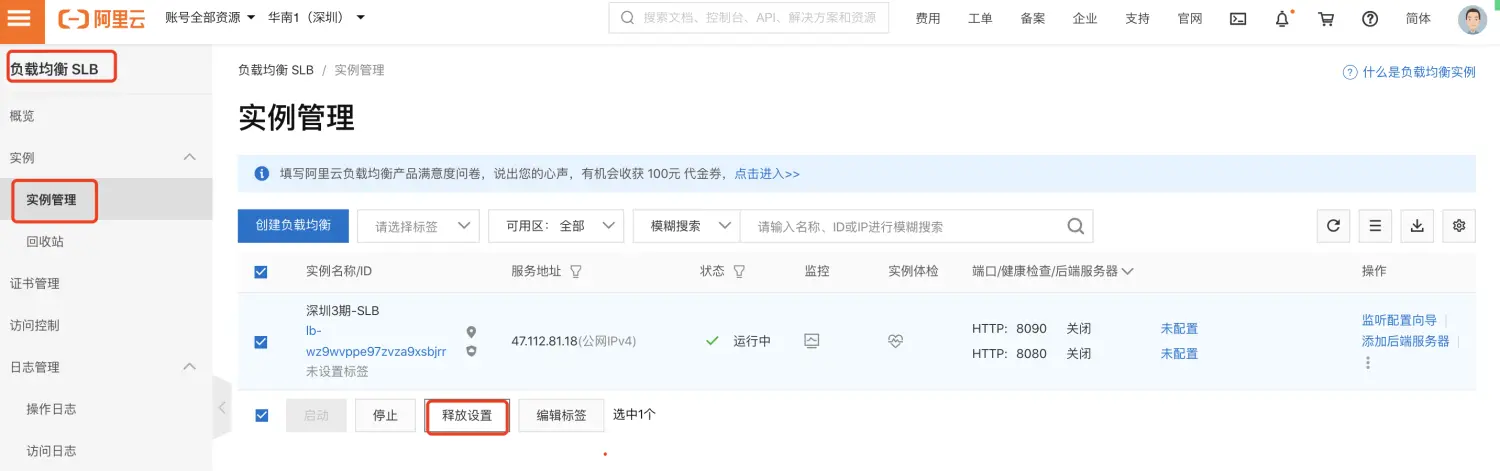 阿里云 账号全部资源 华南1（深圳） 搜索文档、控制台、API、解决方案和资源 费用 工单 备案 企业 支持 官网 简体
负载均衡 SLB
概览
实例
实例管理
回收站
证书管理
访问控制
日志管理
操作日志
访问日志
负载均衡 SLB / 实例管理
什么是负载均衡实例
实例管理
填写阿里云负载均衡产品满意度问卷，说出您的心声，有机会收获 100元 代金券，点击进入>>
创建负载均衡 请选择标签 可用区： 全部 模糊搜索 请输入名称、ID或IP进行模糊搜索
实例名称/ID 服务地址 状态 监控 实例体检 端口/健康检查/后端服务器 操作
深圳3期-SLB
lb-
wz9wvppe97zvza9xsbjrr
未设置标签
47.112.81.18(公网IPv4)
运行中
HTTP: 8090 关闭 未配置
HTTP: 8080 关闭 未配置
监听配置向导
添加后端服务器
启动 停止 释放设置 编辑标签 选中1个